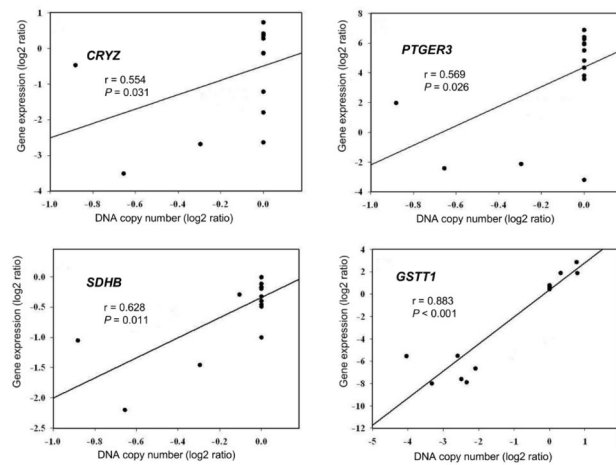 CRYZ
r = 0.554
P = 0.031
Gene expression (log2 ratio)
2
1
0
-1
-2
-3
-4
-1.0
-0.8
-0.6
-0.4
-0.2
0.0
DNA copy number (log2 ratio)
PTGER3
r = 0.569
P = 0.026
Gene expression (log2 ratio)
8
6
4
2
0
-2
-4
-1.0
-0.8
-0.6
-0.4
-0.2
0.0
DNA copy number (log2 ratio)
SDHB
r = 0.628
P = 0.011
Gene expression (log2 ratio)
0.0
-0.5
-1.0
-1.5
-2.0
-2.5
-1.0
-0.8
-0.6
-0.4
-0.2
0.0
DNA copy number (log2 ratio)
GSTT1
r = 0.883
P < 0.001
Gene expression (log2 ratio)
4
2
0
-2
-4
-6
-8
-10
-12
-5
-4
-3
-2
-1
0
1
DNA copy number (log2 ratio)